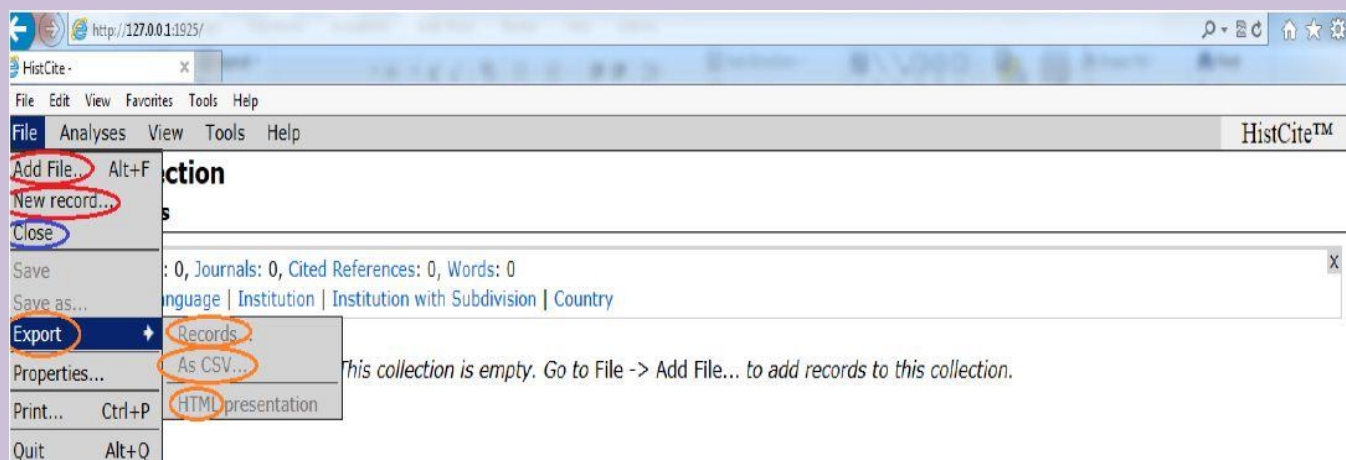 http://127.0.0.1:1925/
HistCite -
File Edit View Favorites Tools Help
File Analyses View Tools Help HistCite™
Add File... Alt+F ction
New record... s
Close
Save : 0, Journals: 0, Cited References: 0, Words: 0 X
Save as... nguage | Institution | Institution with Subdivision | Country
Export Records...
Properties... As CSV... This collection is empty. Go to File -> Add File... to add records to this collection.
Print... Ctrl+P HTML presentation
Quit Alt+Q